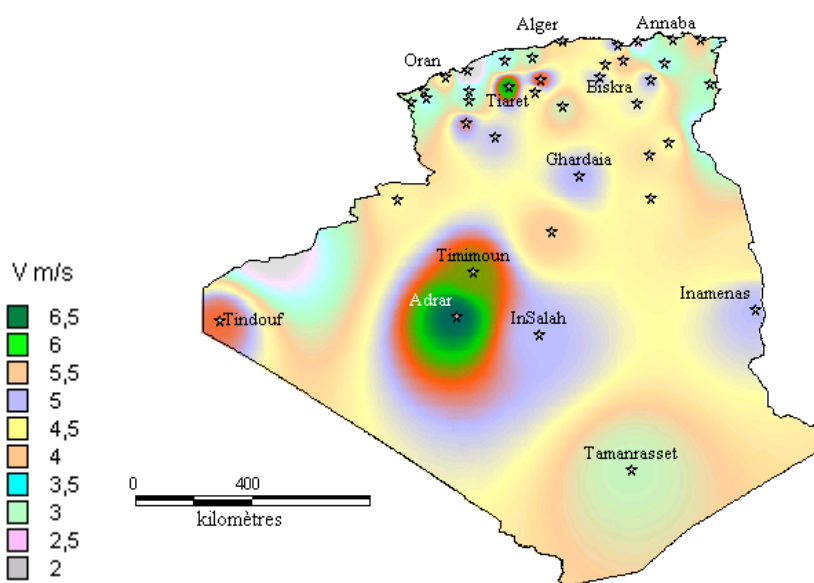 Alger
Annaba
Oran
Tiaret
Biskra
Ghardaia
Timimoun
Adrar
InSalah
Inamenas
Tindouf
Tamanrasset
V m/s
6,5
6
5,5
5
4,5
4
3,5
3
2,5
2
0 400
kilomètres